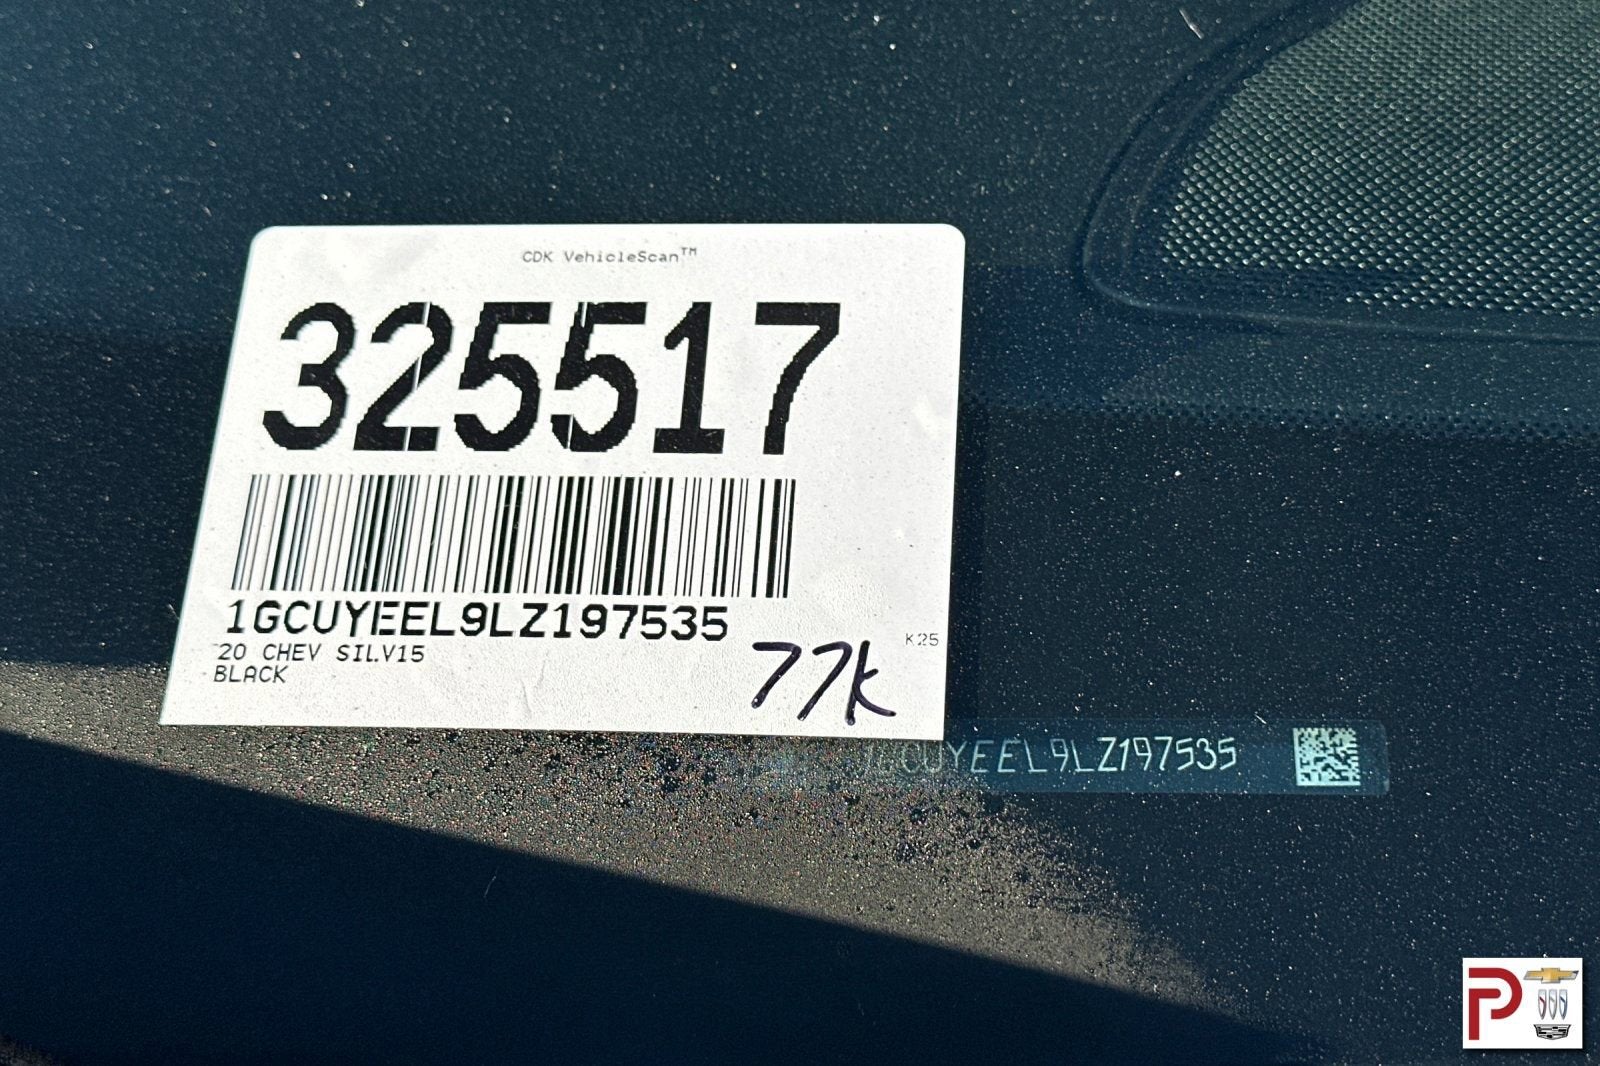 CDK VehicleScan™
325517
1GCUYEEL9LZ197535
20 CHEV SILV15
BLACK
K25
77K
1GCUYEEL9LZ197535
P